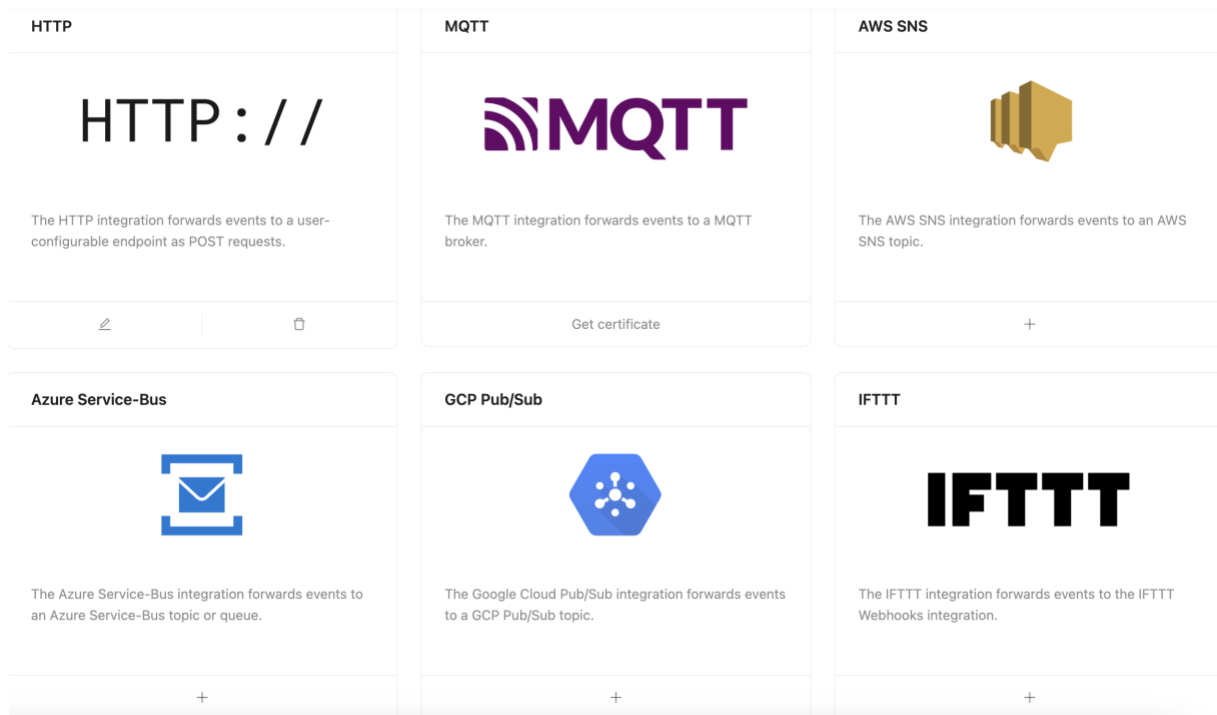 HTTP
HTTP://
The HTTP integration forwards events to a user-
configurable endpoint as POST requests.
MQTT
MQTT
The MQTT integration forwards events to a MQTT
broker.
Get certificate
AWS SNS
The AWS SNS integration forwards events to an AWS
SNS topic.
+
Azure Service-Bus
The Azure Service-Bus integration forwards events to
an Azure Service-Bus topic or queue.
+
GCP Pub/Sub
The Google Cloud Pub/Sub integration forwards events
to a GCP Pub/Sub topic.
+
IFTTT
IFTTT
The IFTTT integration forwards events to the IFTTT
Webhooks integration.
+